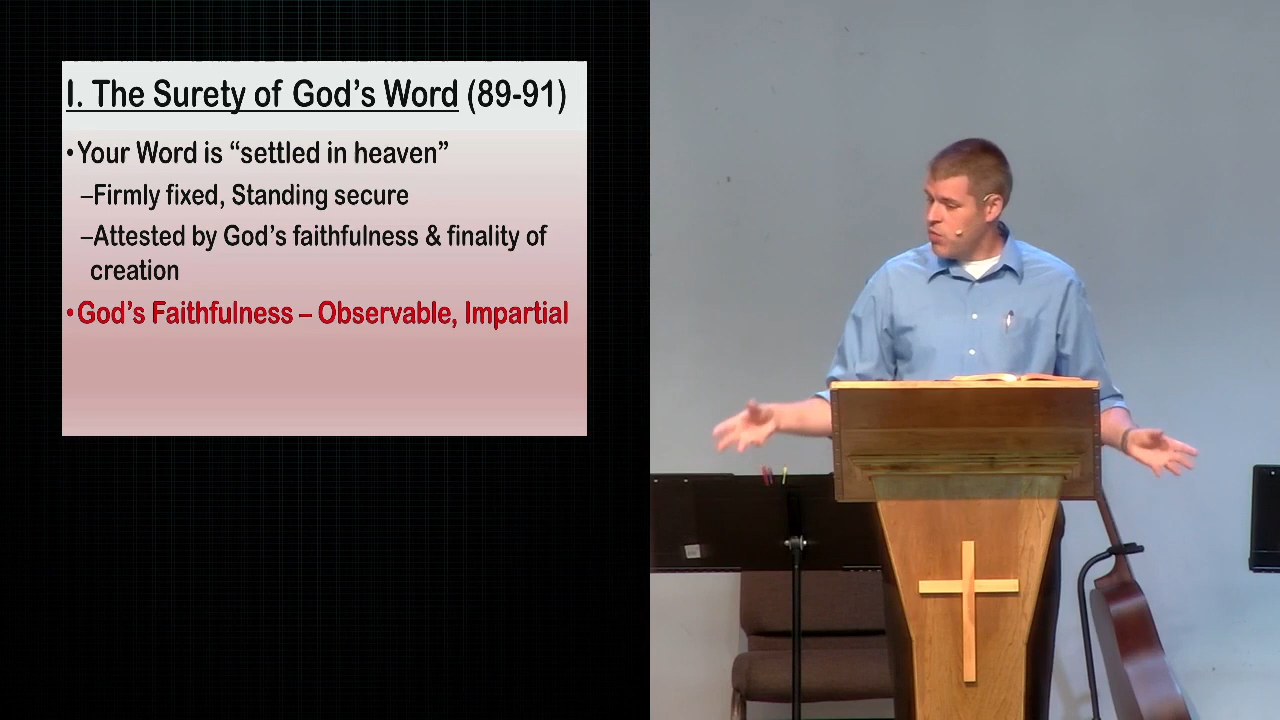 I. The Surety of God’s Word (89-91)
•Your Word is “settled in heaven”
–Firmly fixed, Standing secure
–Attested by God’s faithfulness & finality of
creation
•God’s Faithfulness – Observable, Impartial